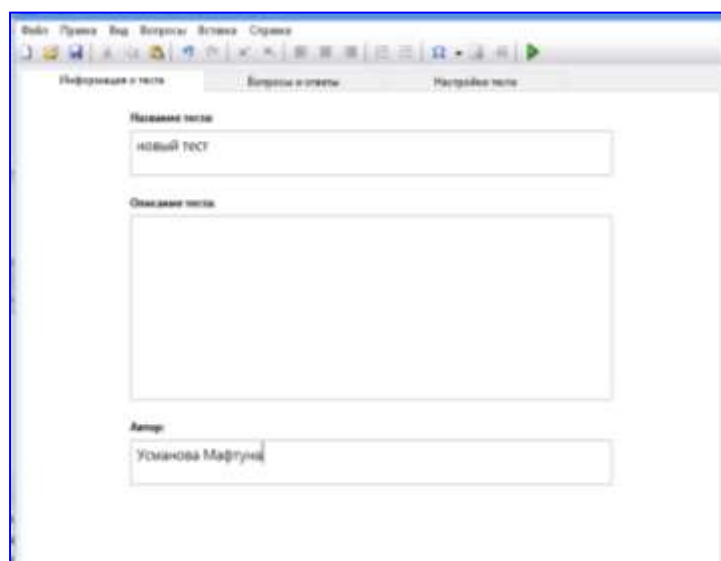 Файл Правка Вид Вопросы Вставка Справка
Информация о тесте Вопросы и ответы Настройки теста
Название теста:
новый тест
Описание теста:
Автор:
Усманова Мафтуна